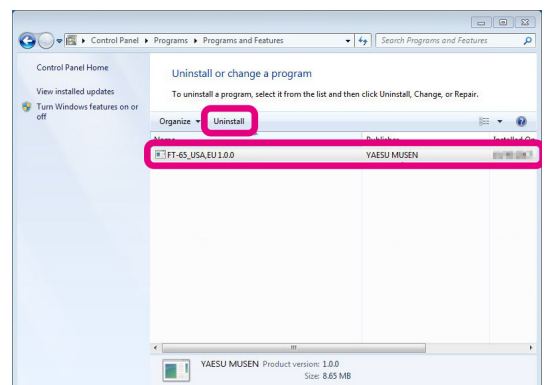 Control Panel
Programs
Programs and Features
Search Programs and Features
Control Panel Home
View installed updates
Turn Windows features on or
off
Uninstall or change a program
To uninstall a program, select it from the list and then click Uninstall, Change, or Repair.
Organize
Uninstall
Name
Publisher
Installed On
FT-65_USA,EU 1.0.0
YAESU MUSEN
YAESU MUSEN Product version: 1.0.0
Size: 8.65 MB